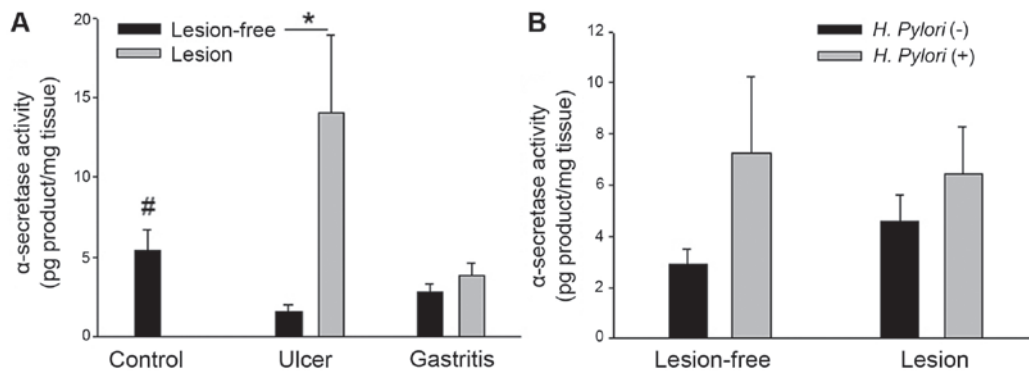 A
α-secretase activity
(pg product/mg tissue)
20
15
10
5
0
Lesion-free
Lesion
*
#
Control
Ulcer
Gastritis
B
α-secretase activity
(pg product/mg tissue)
12
10
8
6
4
2
0
H. Pylori (-)
H. Pylori (+)
Lesion-free
Lesion